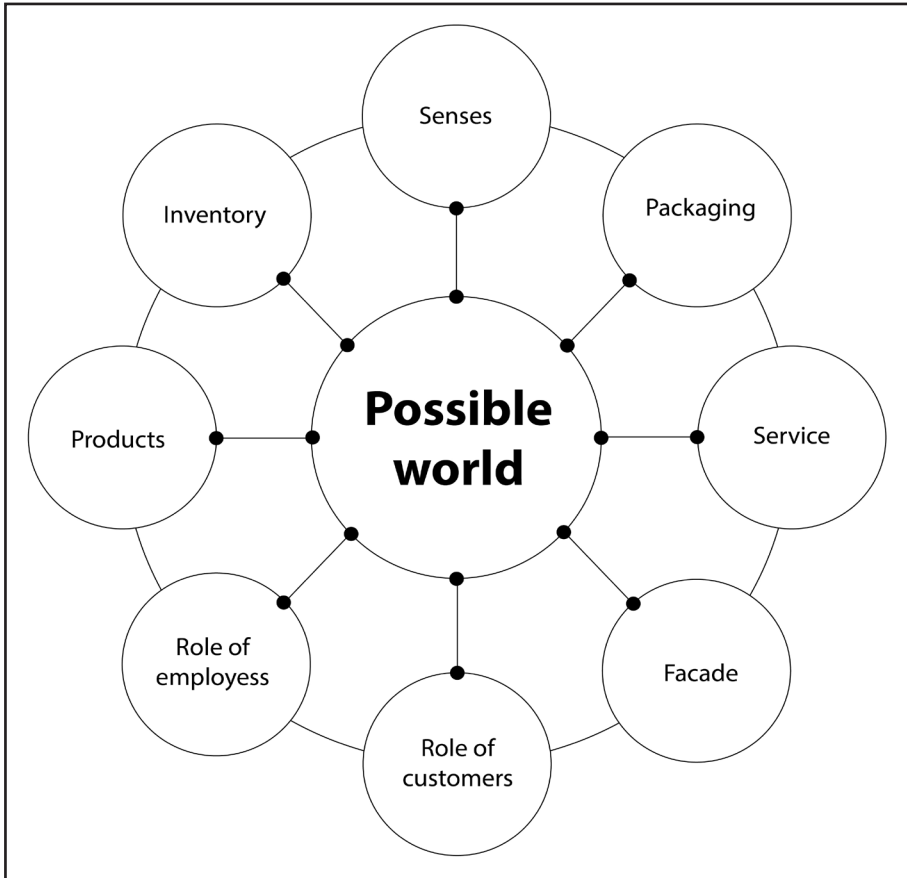 Senses
Inventory
Packaging
Possible
world
Products
Service
Role of
employess
Facade
Role of
customers